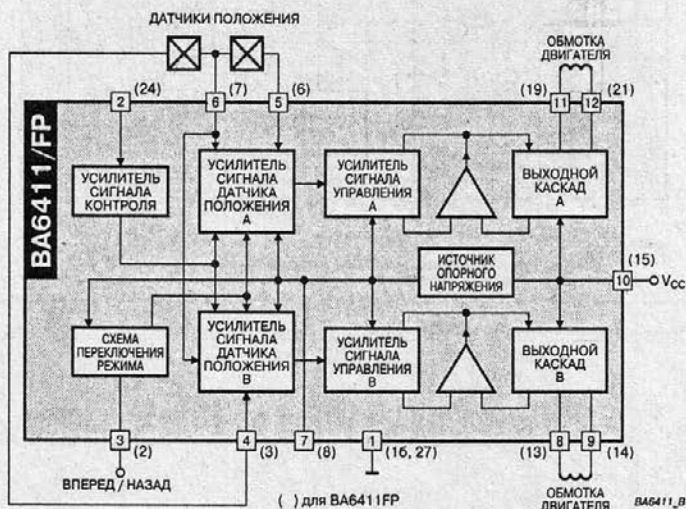 ДАТЧИКИ ПОЛОЖЕНИЯ
ОБМОТКА
ДВИГАТЕЛЯ
2 (24)
6 (7)
5 (6)
(19) 11
12 (21)
BA6411/FP
УСИЛИТЕЛЬ
СИГНАЛА
КОНТРОЛЯ
УСИЛИТЕЛЬ
СИГНАЛА
ДАТЧИКА
ПОЛОЖЕНИЯ
A
УСИЛИТЕЛЬ
СИГНАЛА
УПРАВЛЕНИЯ
A
ВЫХОДНОЙ
КАСКАД
A
ИСТОЧНИК
ОПОРНОГО
НАПРЯЖЕНИЯ
(15)
10 VCC
СХЕМА
ПЕРЕКЛЮЧЕНИЯ
РЕЖИМА
УСИЛИТЕЛЬ
СИГНАЛА
ДАТЧИКА
ПОЛОЖЕНИЯ
B
УСИЛИТЕЛЬ
СИГНАЛА
УПРАВЛЕНИЯ
B
ВЫХОДНОЙ
КАСКАД
B
3 (2)
4 (3)
7 (8)
1 (16, 27)
(13) 8
9 (14)
ВПЕРЕД / НАЗАД
( ) для BA6411FP
ОБМОТКА
ДВИГАТЕЛЯ
BA6411_B